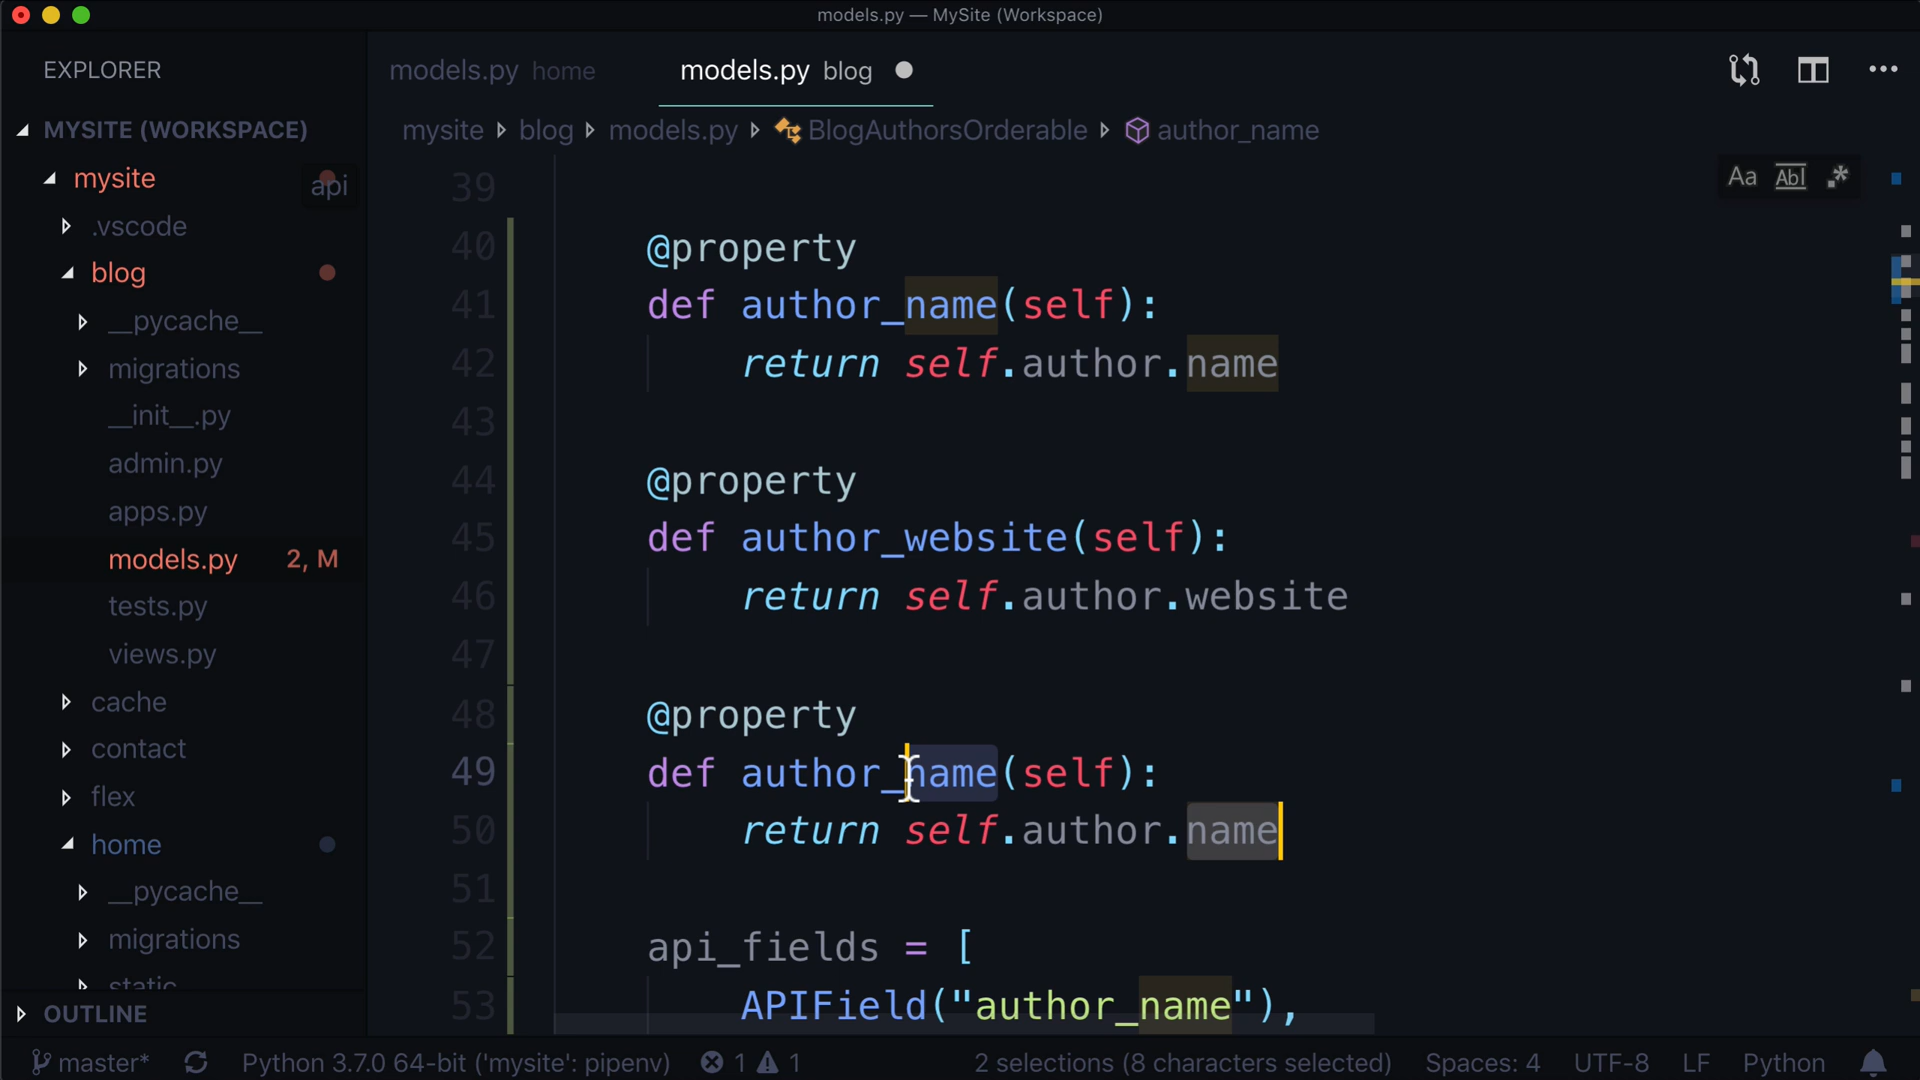 models.py — MySite (Workspace)
EXPLORER
models.py home
models.py blog
MYSITE (WORKSPACE)
mysite blog models.py BlogAuthorsOrderable author_name
mysite
api
Aa Abl .*
.vscode
blog
__pycache__
migrations
__init__.py
admin.py
apps.py
models.py 2, M
tests.py
views.py
cache
contact
flex
home
__pycache__
migrations
static
OUTLINE
39
40 @property
41 def author_name(self):
42 return self.author.name
43
44 @property
45 def author_website(self):
46 return self.author.website
47
48 @property
49 def author_name(self):
50 return self.author.name
51
52 api_fields = [
53 APIField("author_name"),
master* Python 3.7.0 64-bit ('mysite': pipenv) 1 1 2 selections (8 characters selected) Spaces: 4 UTF-8 LF Python